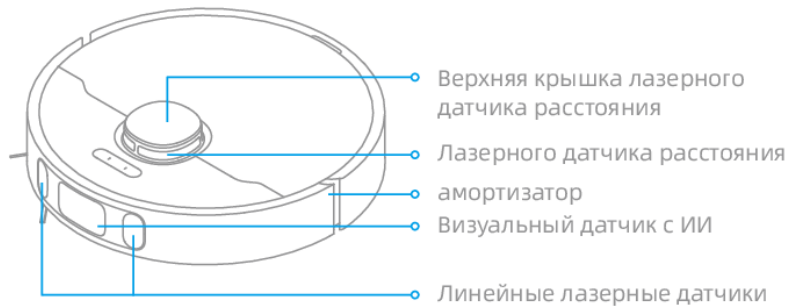 Верхняя крышка лазерного
датчика расстояния
Лазерного датчика расстояния
амортизатор
Визуальный датчик с ИИ
Линейные лазерные датчики